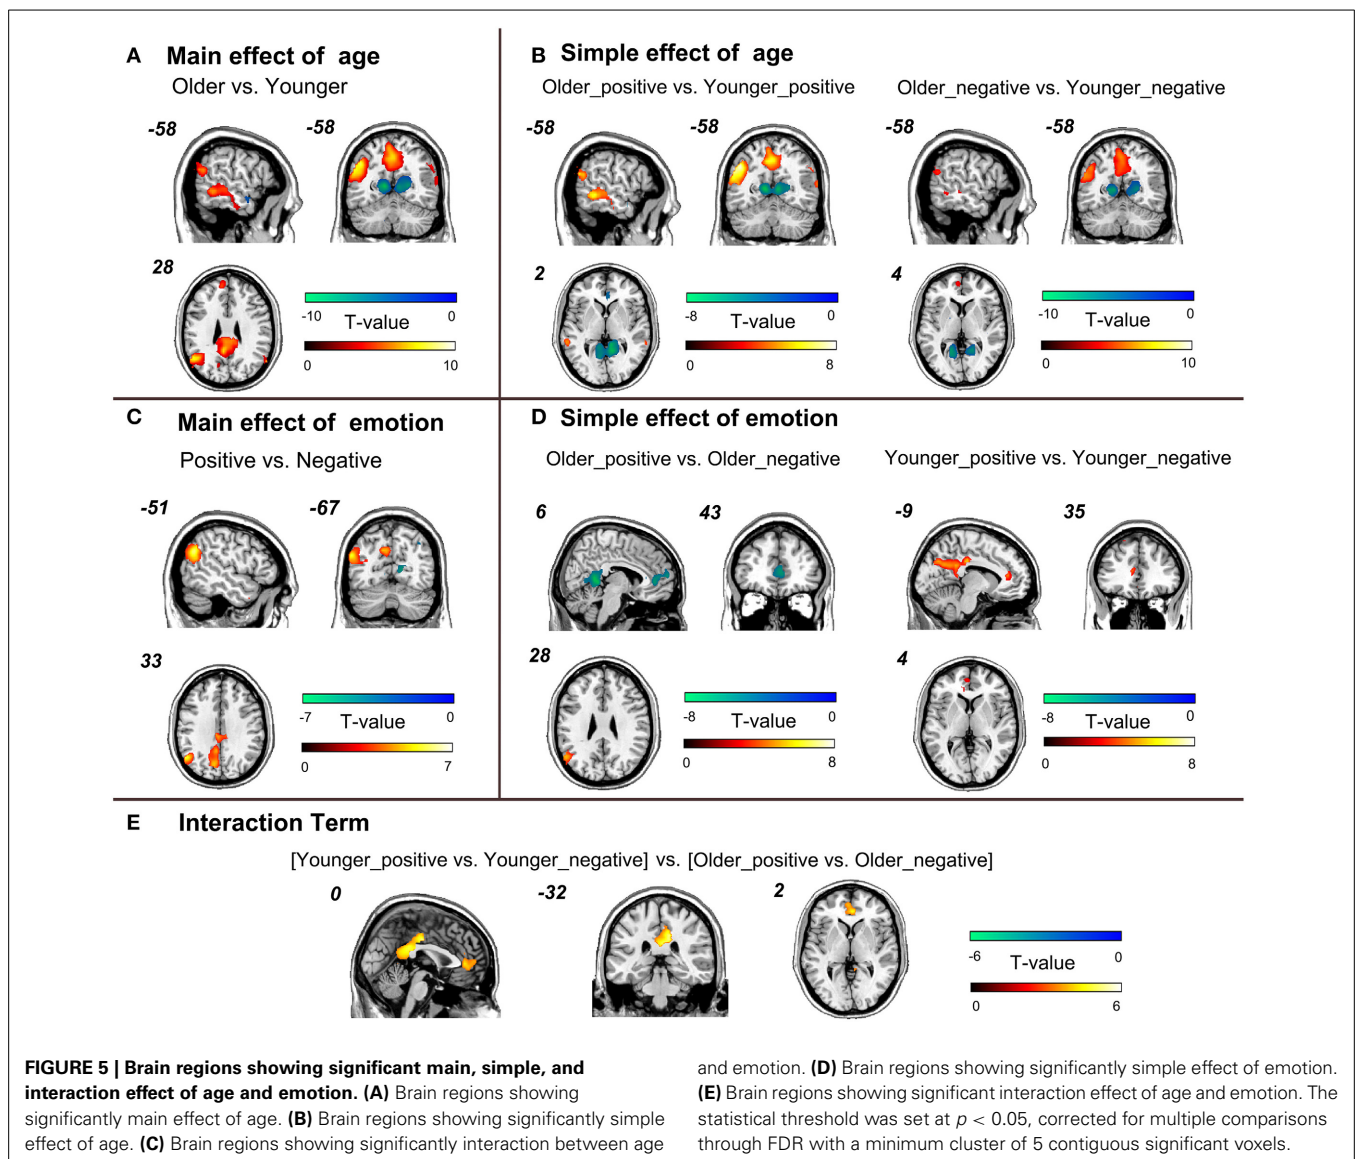 A Main effect of age
Older vs. Younger
-58
-58
28
-10 T-value 0
0 10
B Simple effect of age
Older_positive vs. Younger_positive
Older_negative vs. Younger_negative
-58
-58
-58
-58
2
-8 T-value 0
0 8
4
-10 T-value 0
0 10
C Main effect of emotion
Positive vs. Negative
-51
-67
33
-7 T-value 0
0 7
D Simple effect of emotion
Older_positive vs. Older_negative
Younger_positive vs. Younger_negative
6
43
-9
35
28
-8 T-value 0
0 8
4
-8 T-value 0
0 8
E Interaction Term
[Younger_positive vs. Younger_negative] vs. [Older_positive vs. Older_negative]
0
-32
2
-6 T-value 0
0 6
FIGURE 5 | Brain regions showing significant main, simple, and
interaction effect of age and emotion. (A) Brain regions showing
significantly main effect of age. (B) Brain regions showing significantly simple
effect of age. (C) Brain regions showing significantly interaction between age
and emotion. (D) Brain regions showing significantly simple effect of emotion.
(E) Brain regions showing significant interaction effect of age and emotion. The
statistical threshold was set at p < 0.05, corrected for multiple comparisons
through FDR with a minimum cluster of 5 contiguous significant voxels.